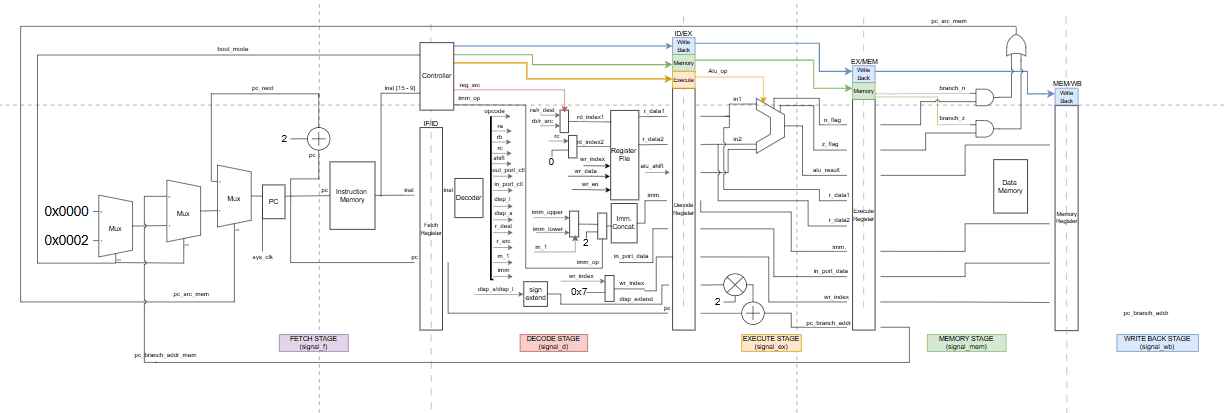 pc_src_mem
bool_mode
ID/EX
Write
Back
Memory
Execute
Controller
reg_src
imm_op
Alu_op
EX/MEM
Write
Back
Memory
branch_n
branch_z
MEM/WB
Write
Back
pc_next
inst [15 - 9]
2
pc
IF/ID
opcode
ra
rb
rc
shift
out_port_ctl
in_port_ctl
disp_l
disp_s
r_dest
r_src
m_1
imm
ra/r_dest
rb/r_src
rd_index1
rc
0
rd_index2
wr_index
wr_data
wr_en
Register
File
r_data1
r_data2
alu_shift
in1
in2
n_flag
z_flag
alu_result
r_data1
r_data2
imm.
in_port_data
wr_index
pc_branch_addr
0x0000
0x0002
Mux
Mux
Mux
PC
pc
Instruction
Memory
inst
inst
Decoder
Fetch
Register
pc
sys_clk
imm_upper
imm_lower
m_1
2
Imm.
Concat.
imm.
imm_op
in_port_data
wr_index
0x7
wr_index
disp_s/disp_l
sign
extend
disp_extend
pc
Decode
Register
2
Execute
Register
Data
Memory
Memory
Register
pc_src_mem
pc_branch_addr
pc_branch_addr_mem
FETCH STAGE
(signal_f)
DECODE STAGE
(signal_d)
EXECUTE STAGE
(signal_ex)
MEMORY STAGE
(signal_mem)
WRITE BACK STAGE
(signal_wb)